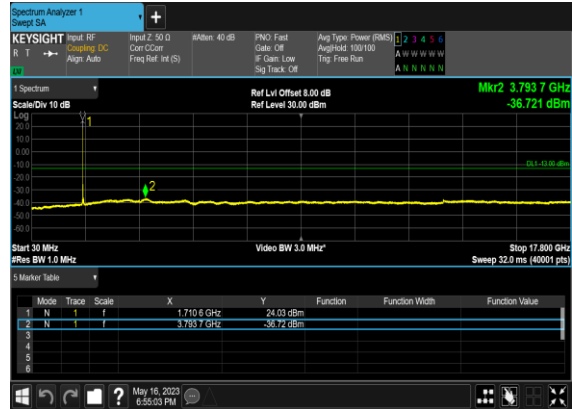 Spectrum Analyzer 1
Swept SA
+
KEYSIGHT Input: RF Input Z: 50 Ω #Atten: 40 dB PNO: Fast Avg Type: Power (RMS) 1 2 3 4 5 6
R T Coupling: DC Corr CCorr Gate: Off Avg|Hold: 100/100 A W W W W W
Align: Auto Freq Ref: Int (S) IF Gain: Low Trig: Free Run
Sig Track: Off A N N N N N
1 Spectrum Ref Lvl Offset 8.00 dB Mkr2 3.793 7 GHz
Scale/Div 10 dB Ref Level 30.00 dBm -36.721 dBm
Log
1
20.0
10.0
0.00
-10.0
DL1 -13.00 dBm
-20.0
2
-30.0
-40.0
-50.0
-60.0
Start 30 MHz Video BW 3.0 MHz* Stop 17.800 GHz
#Res BW 1.0 MHz Sweep 32.0 ms (40001 pts)
5 Marker Table
Mode Trace Scale X Y Function Function Width Function Value
1 N 1 f 1.710 6 GHz 24.03 dBm
2 N 1 f 3.793 7 GHz -36.72 dBm
3
4
5
6
? May 16, 2023
6:55:03 PM